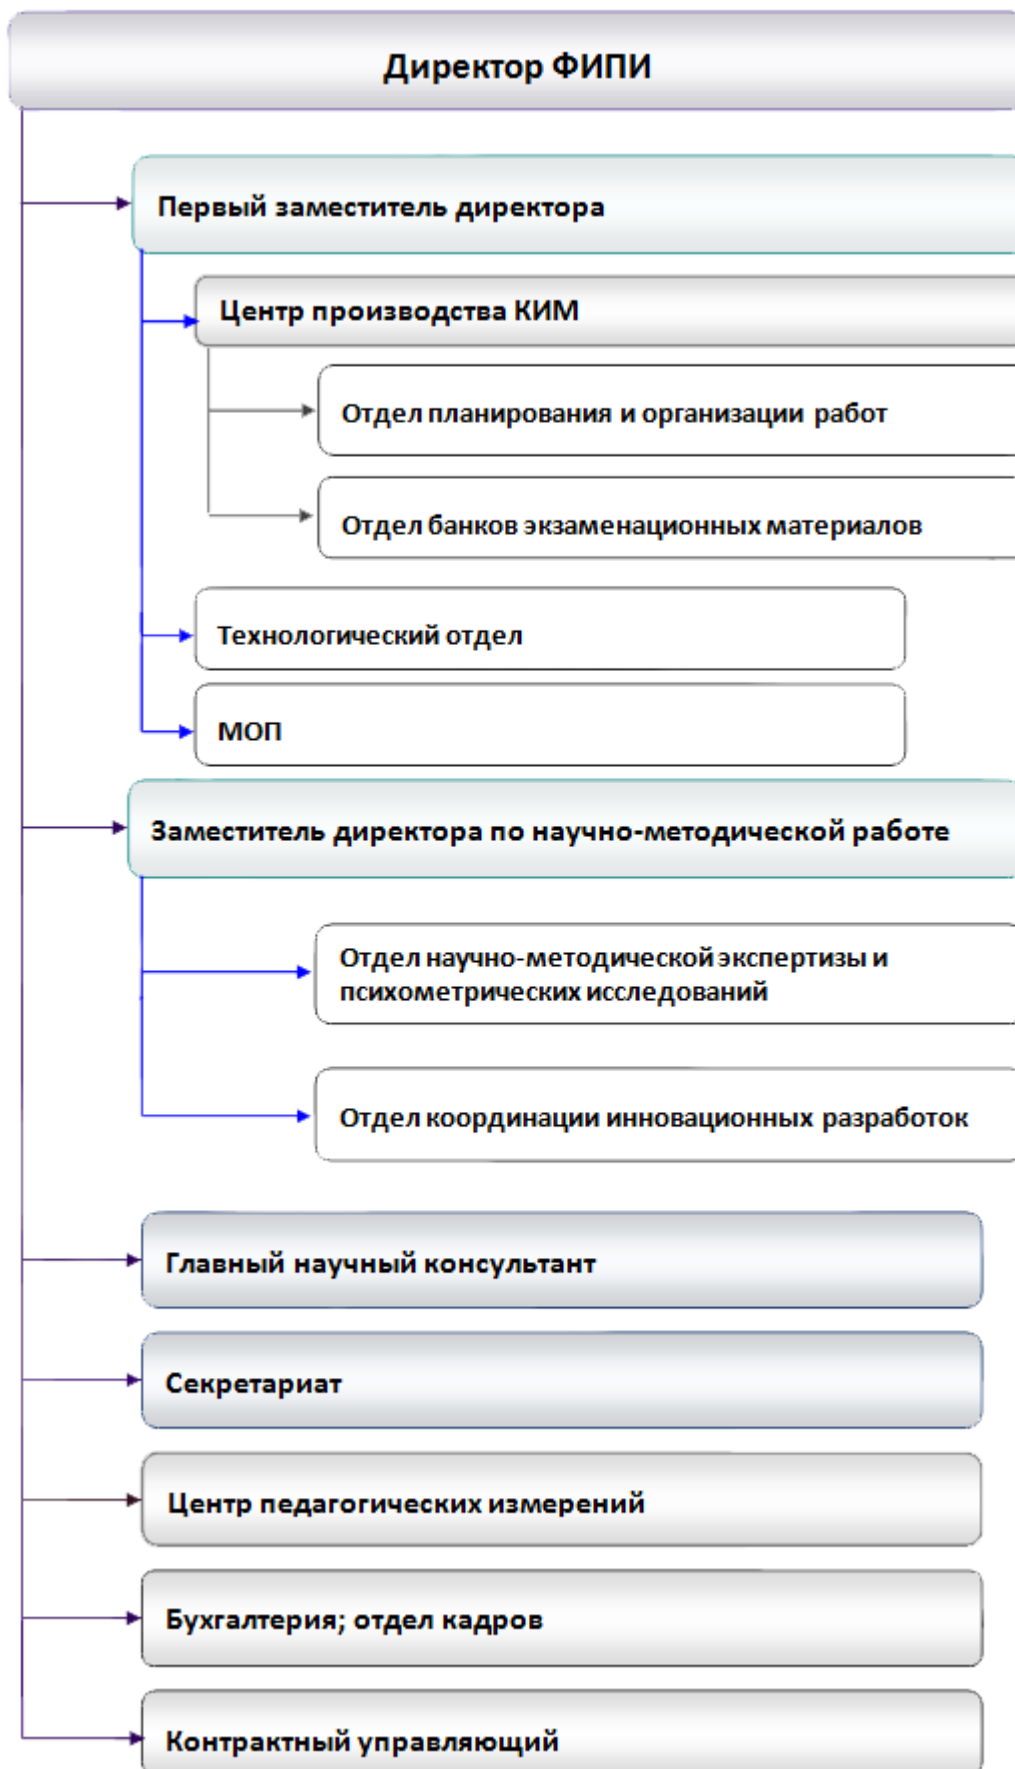 Директор ФИПИ
Первый заместитель директора
Центр производства КИМ
Отдел планирования и организации работ
Отдел банков экзаменационных материалов
Технологический отдел
МОП
Заместитель директора по научно-методической работе
Отдел научно-методической экспертизы и
психометрических исследований
Отдел координации инновационных разработок
Главный научный консультант
Секретариат
Центр педагогических измерений
Бухгалтерия; отдел кадров
Контрактный управляющий